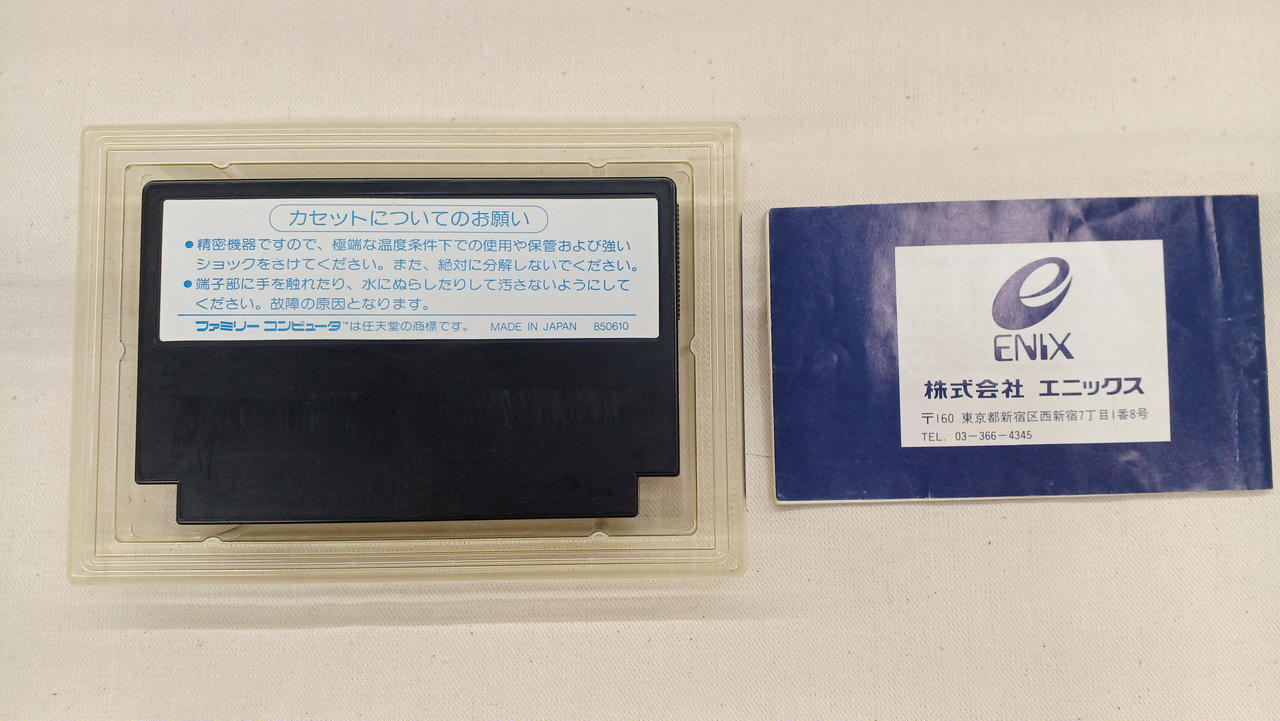 カセットについてのお願い
●精密機器ですので、極端な温度条件下での使用や保管および強い
ショックをさけてください。また、絶対に分解しないでください。
●端子部に手を触れたり、水にぬらしたりして汚さないようにして
ください。故障の原因となります。
ファミリー コンピュータ™は任天堂の商標です。 MADE IN JAPAN 850610
ENIX
株式会社 エニックス
〒160 東京都新宿区西新宿7丁目1番8号
TEL. 03-366-4345